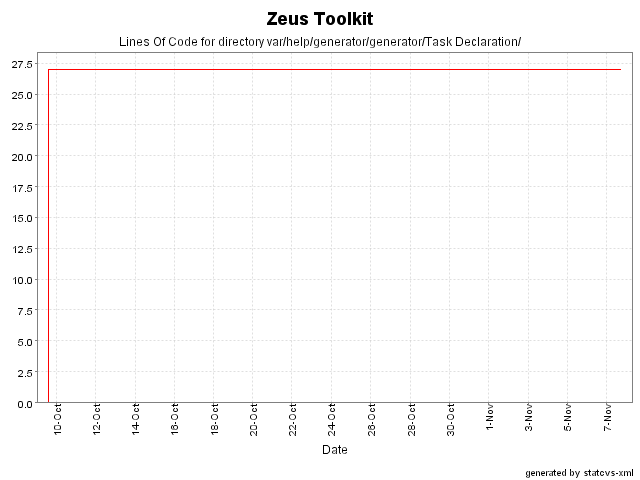 Zeus Toolkit
Lines Of Code for directory var/help/generator/generator/Task Declaration/
27.5
25.0
22.5
20.0
17.5
15.0
12.5
10.0
7.5
5.0
2.5
0.0
10-Oct
12-Oct
14-Oct
16-Oct
18-Oct
20-Oct
22-Oct
24-Oct
26-Oct
28-Oct
30-Oct
1-Nov
3-Nov
5-Nov
7-Nov
Date
generated by statcvs-xml